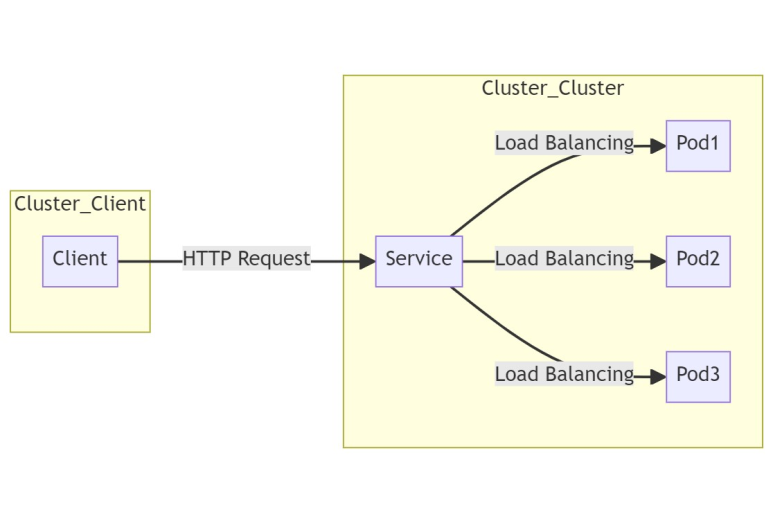 Cluster_Cluster
Load Balancing
Pod1
Cluster_Client
Client
HTTP Request
Service
Load Balancing
Pod2
Load Balancing
Pod3